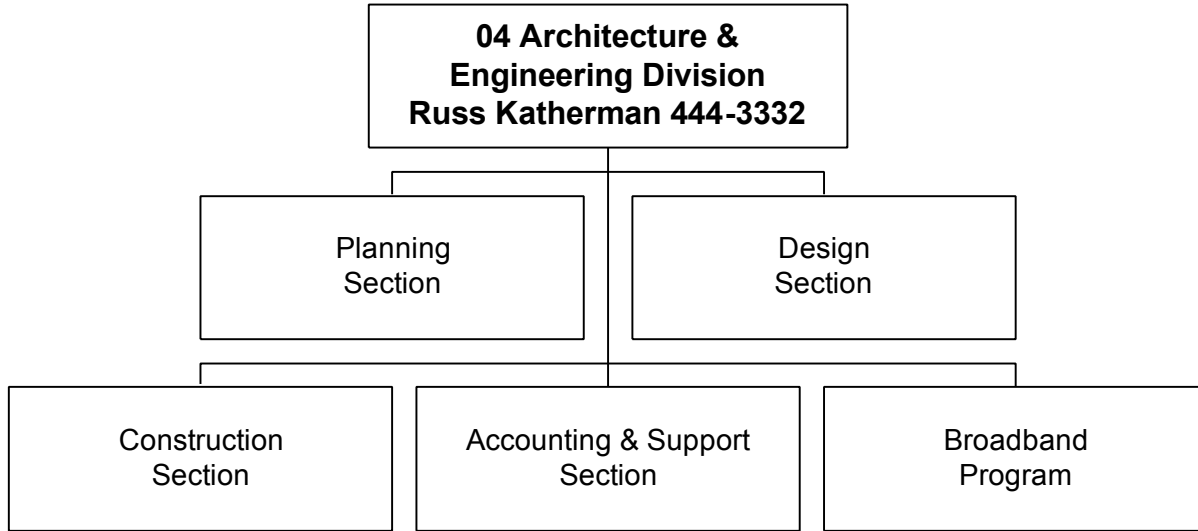 04 Architecture &
Engineering Division
Russ Katherman 444-3332
Planning
Section
Design
Section
Construction
Section
Accounting & Support
Section
Broadband
Program